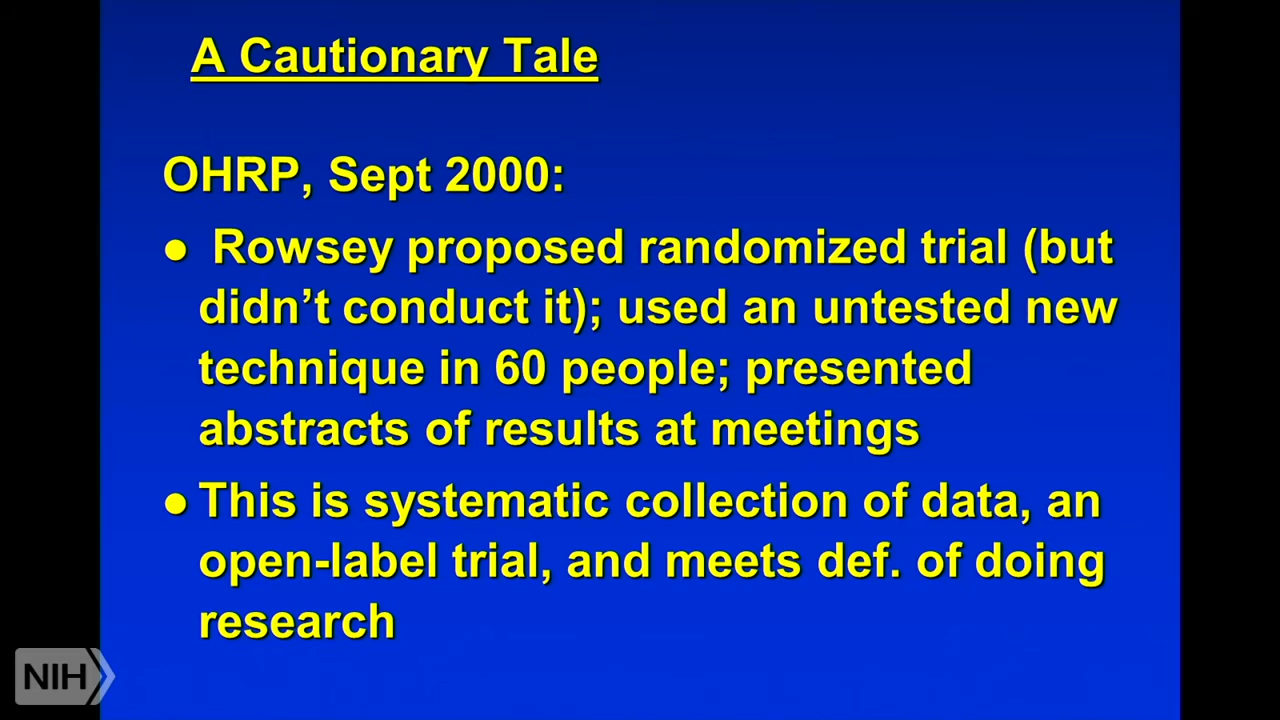 A Cautionary Tale
OHRP, Sept 2000:
● Rowsey proposed randomized trial (but
didn’t conduct it); used an untested new
technique in 60 people; presented
abstracts of results at meetings
● This is systematic collection of data, an
open-label trial, and meets def. of doing
research
NIH